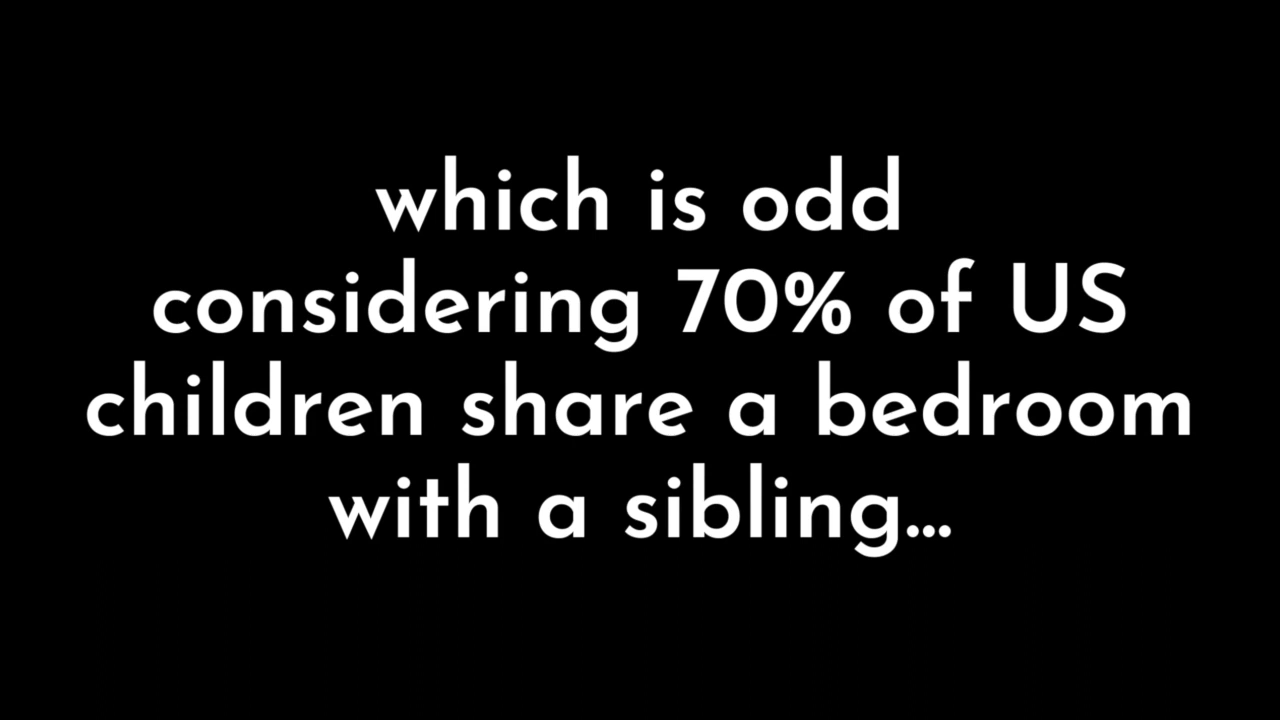 which is odd
considering 70% of US
children share a bedroom
with a sibling...